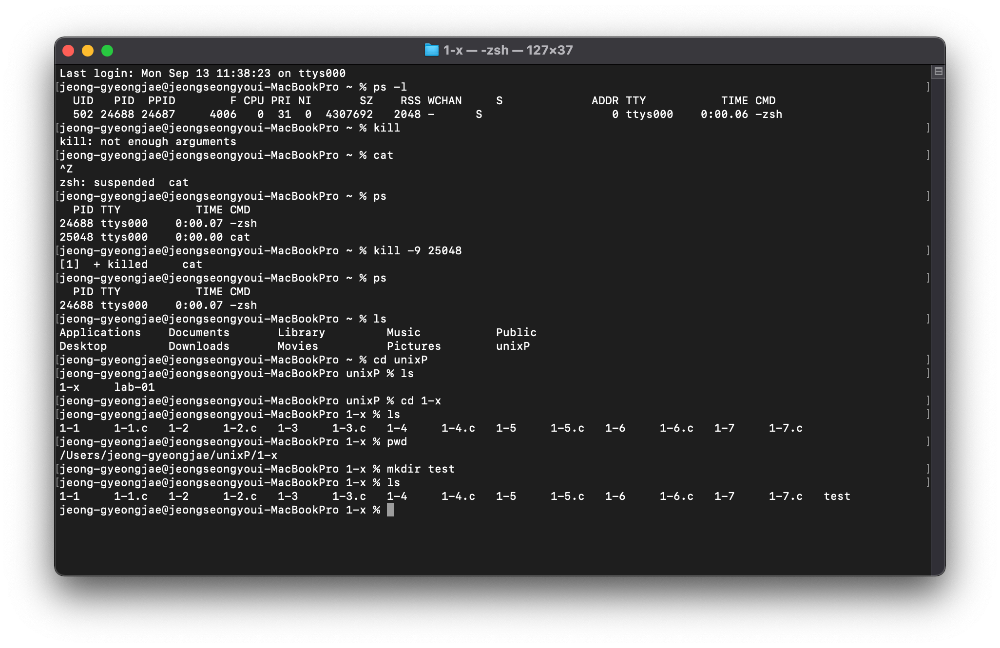 1-x — -zsh — 127×37
Last login: Mon Sep 13 11:38:23 on ttys000
[jeong-gyeongjae@jeongseongyoui-MacBookPro ~ % ps -l ]
  UID   PID  PPID        F CPU PRI NI       SZ    RSS WCHAN     S             ADDR TTY           TIME CMD
  502 24688 24687     4006   0  31  0  4307692   2048 -      S                   0 ttys000    0:00.06 -zsh
[jeong-gyeongjae@jeongseongyoui-MacBookPro ~ % kill ]
kill: not enough arguments
[jeong-gyeongjae@jeongseongyoui-MacBookPro ~ % cat ]
^Z
zsh: suspended  cat
[jeong-gyeongjae@jeongseongyoui-MacBookPro ~ % ps ]
  PID TTY           TIME CMD
24688 ttys000    0:00.07 -zsh
25048 ttys000    0:00.00 cat
[jeong-gyeongjae@jeongseongyoui-MacBookPro ~ % kill -9 25048 ]
[1]  + killed     cat
[jeong-gyeongjae@jeongseongyoui-MacBookPro ~ % ps ]
  PID TTY           TIME CMD
24688 ttys000    0:00.07 -zsh
[jeong-gyeongjae@jeongseongyoui-MacBookPro ~ % ls ]
Applications    Documents       Library         Music           Public
Desktop         Downloads       Movies          Pictures        unixP
[jeong-gyeongjae@jeongseongyoui-MacBookPro ~ % cd unixP ]
[jeong-gyeongjae@jeongseongyoui-MacBookPro unixP % ls ]
1-x     lab-01
[jeong-gyeongjae@jeongseongyoui-MacBookPro unixP % cd 1-x ]
[jeong-gyeongjae@jeongseongyoui-MacBookPro 1-x % ls ]
1-1     1-1.c   1-2     1-2.c   1-3     1-3.c   1-4     1-4.c   1-5     1-5.c   1-6     1-6.c   1-7     1-7.c
[jeong-gyeongjae@jeongseongyoui-MacBookPro 1-x % pwd ]
/Users/jeong-gyeongjae/unixP/1-x
[jeong-gyeongjae@jeongseongyoui-MacBookPro 1-x % mkdir test ]
[jeong-gyeongjae@jeongseongyoui-MacBookPro 1-x % ls ]
1-1     1-1.c   1-2     1-2.c   1-3     1-3.c   1-4     1-4.c   1-5     1-5.c   1-6     1-6.c   1-7     1-7.c   test
jeong-gyeongjae@jeongseongyoui-MacBookPro 1-x %